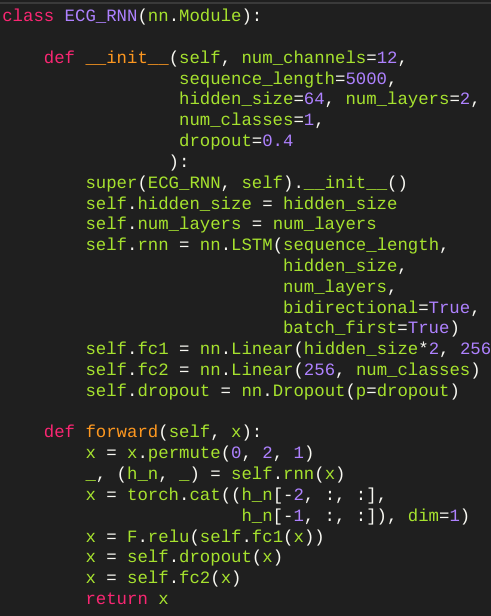 class ECG_RNN(nn.Module):
def __init__(self, num_channels=12,
sequence_length=5000,
hidden_size=64, num_layers=2,
num_classes=1,
dropout=0.4
):
super(ECG_RNN, self).__init__()
self.hidden_size = hidden_size
self.num_layers = num_layers
self.rnn = nn.LSTM(sequence_length,
hidden_size,
num_layers,
bidirectional=True,
batch_first=True)
self.fc1 = nn.Linear(hidden_size*2, 256
self.fc2 = nn.Linear(256, num_classes)
self.dropout = nn.Dropout(p=dropout)
def forward(self, x):
x = x.permute(0, 2, 1)
_, (h_n, _) = self.rnn(x)
x = torch.cat((h_n[-2, :, :],
h_n[-1, :, :]), dim=1)
x = F.relu(self.fc1(x))
x = self.dropout(x)
x = self.fc2(x)
return x